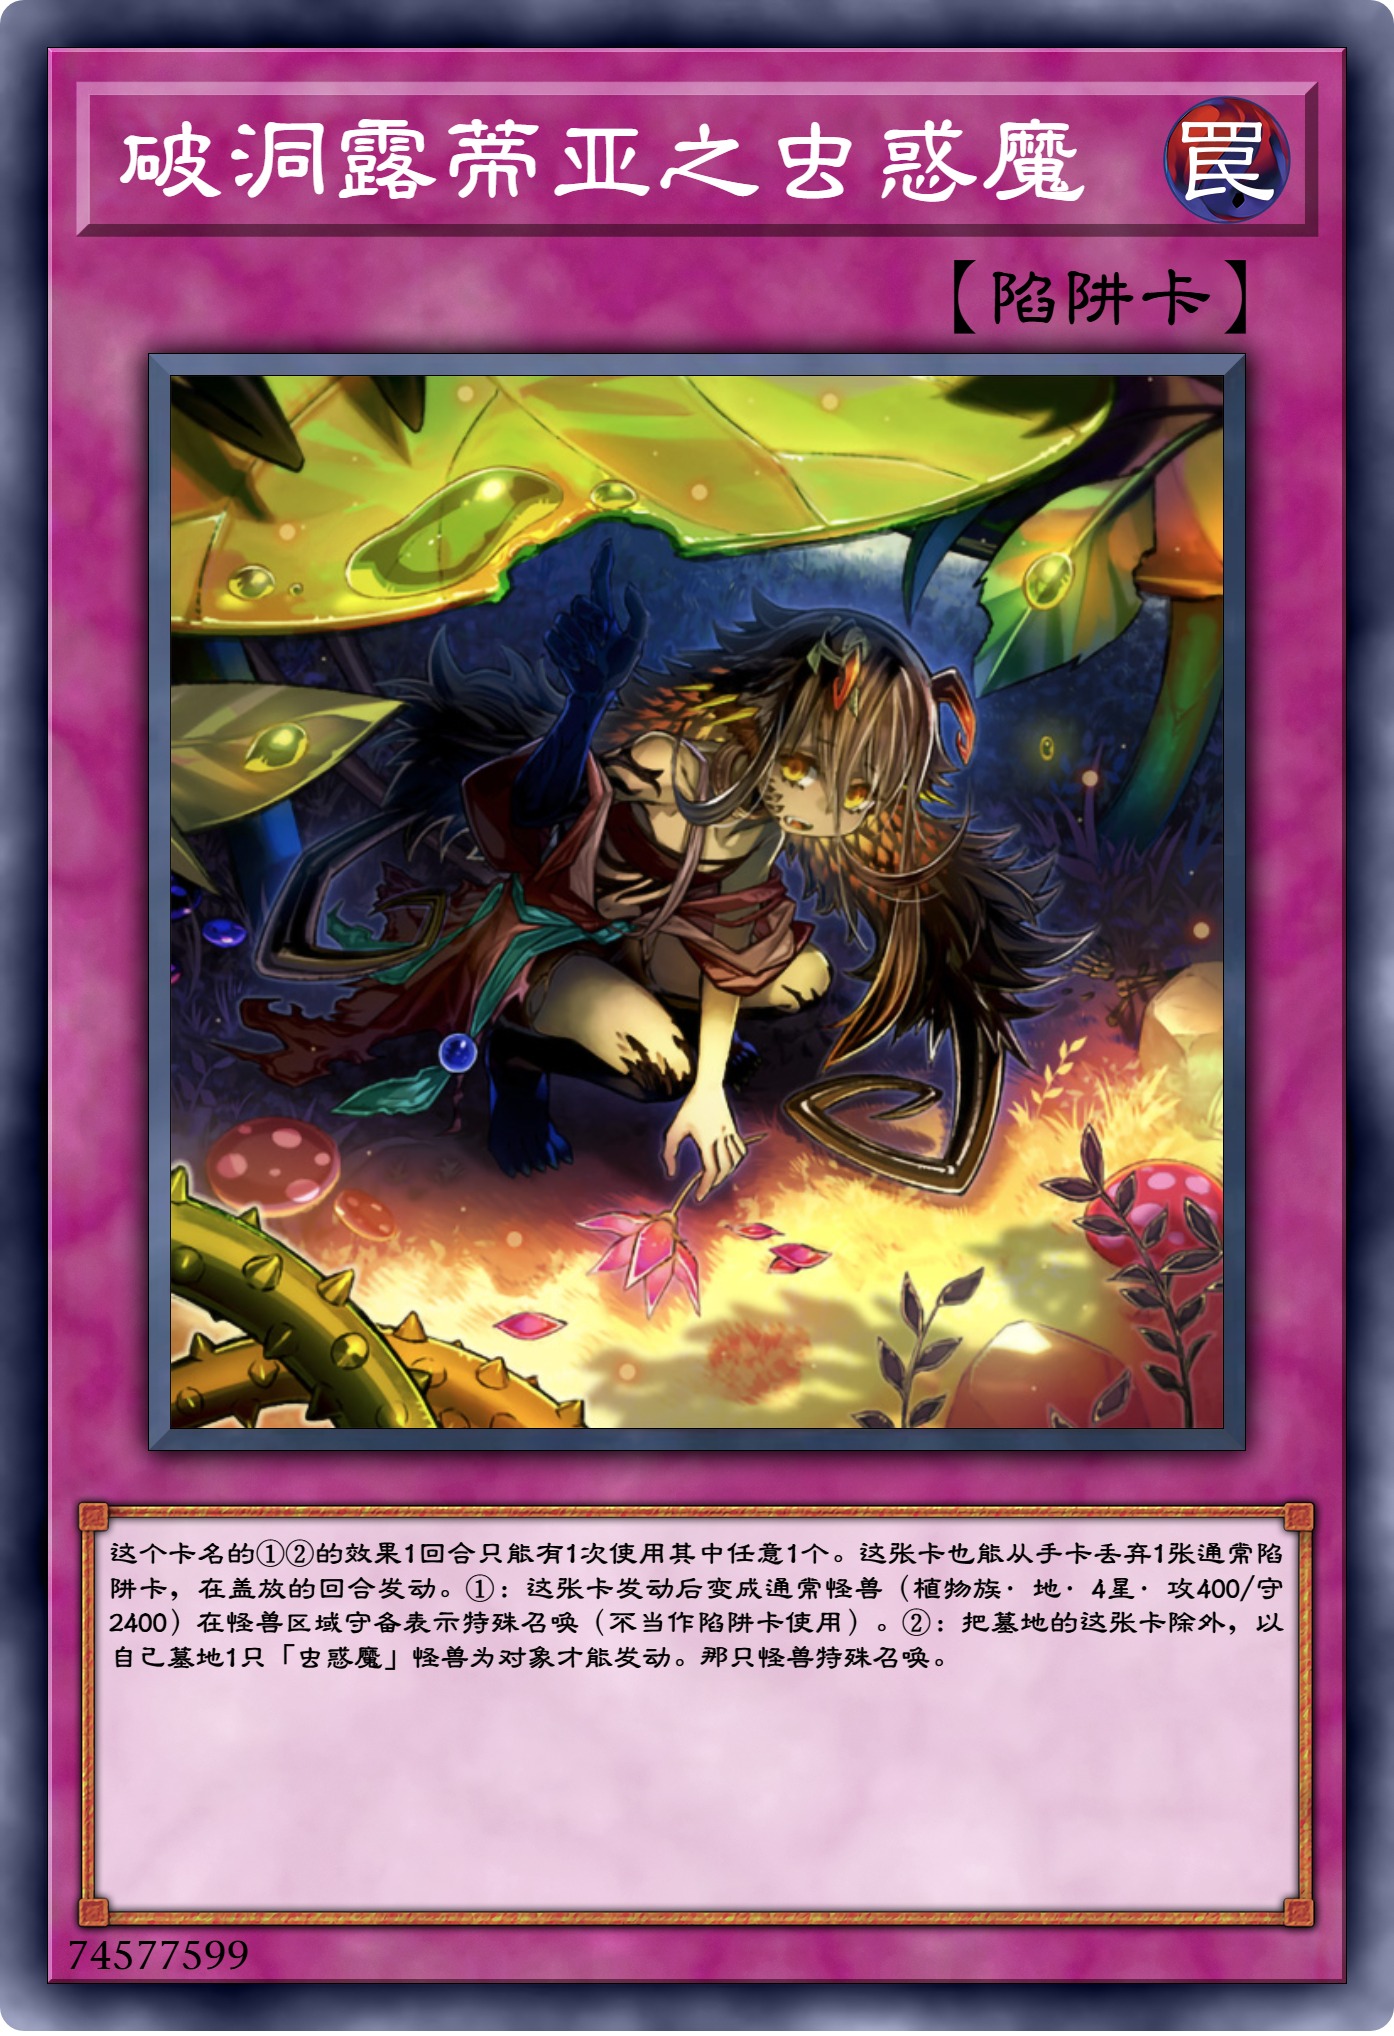 破洞露蒂亚之虫惑魔
罠
【陷阱卡】
这个卡名的①②的效果1回合只能有1次使用其中任意1个。这张卡也能从手卡丢弃1张通常陷
阱卡，在盖放的回合发动。①：这张卡发动后变成通常怪兽（植物族·地·4星·攻400/守
2400）在怪兽区域守备表示特殊召唤（不当作陷阱卡使用）。②：把墓地的这张卡除外，以
自己墓地1只「虫惑魔」怪兽为对象才能发动。那只怪兽特殊召唤。
74577599